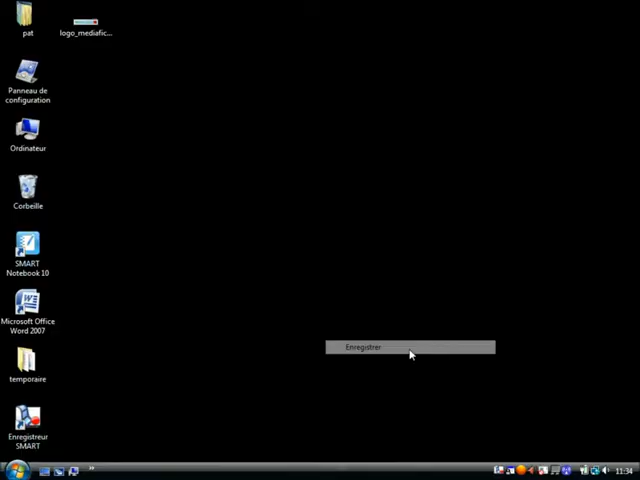 pat
logo_mediafic...
Panneau de
configuration
Ordinateur
Corbeille
SMART
Notebook 10
Microsoft Office
Word 2007
temporaire
Enregistreur
SMART
Enregistrer
11:34